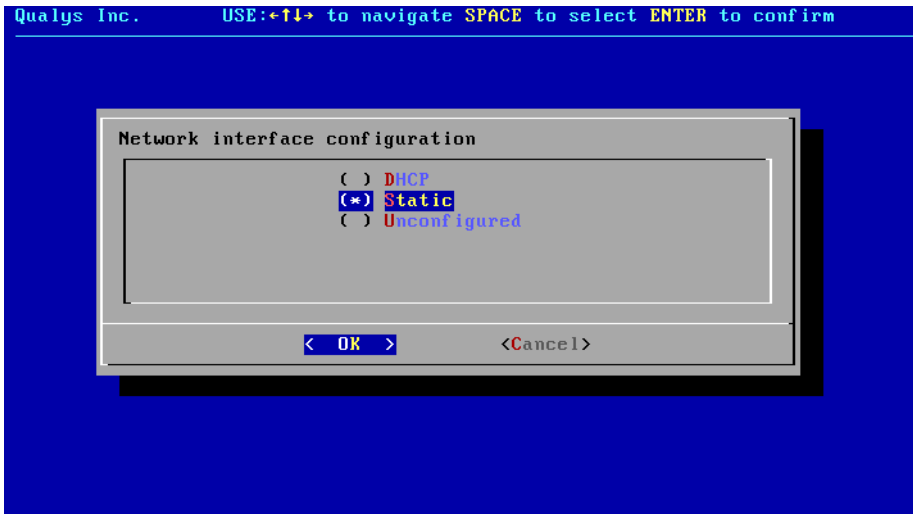 Qualys Inc. USE:←↑↓→ to navigate SPACE to select ENTER to confirm
Network interface configuration
( ) DHCP
(*) Static
( ) Unconfigured
< OK > <Cancel>